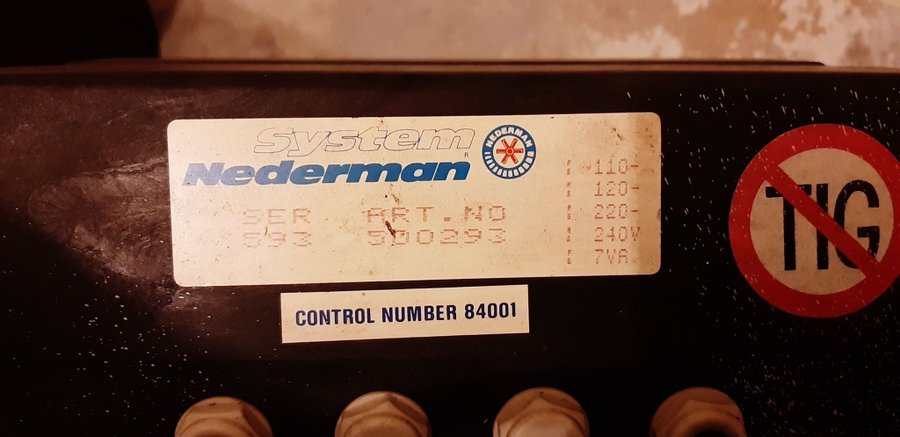 System
Nederman
R
NEDERMAN
SER ART.NO
593 500293
110-
120-
220-
240V
7VA
CONTROL NUMBER 84001
TIG